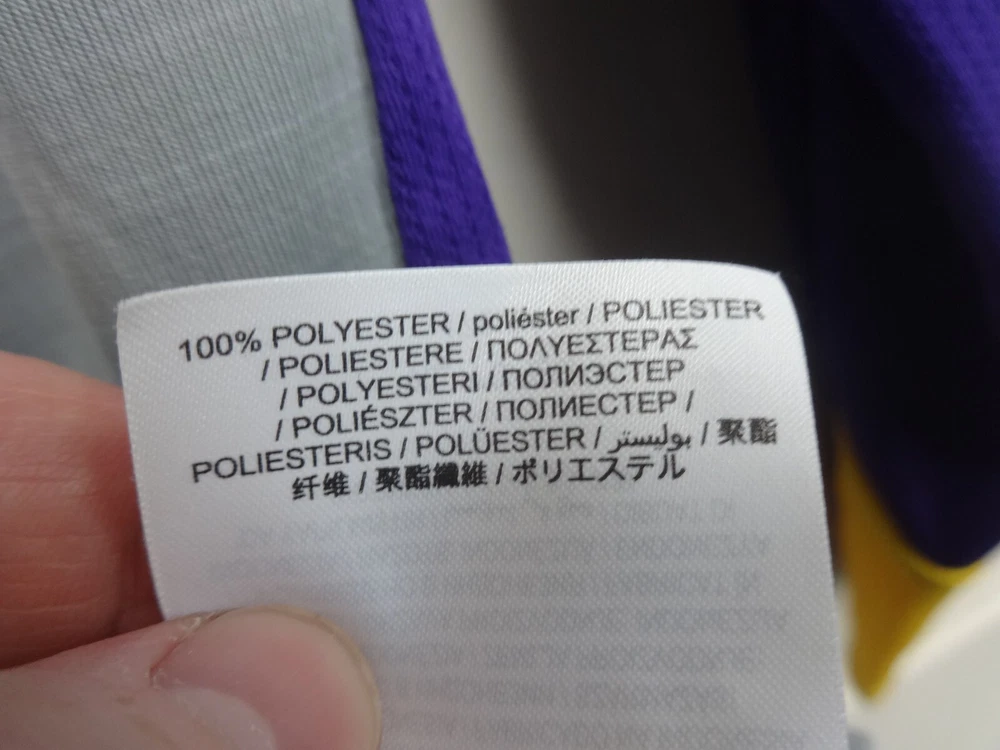 100% POLYESTER / poliéster / POLIESTER
/ POLIESTERE / ΠΟΛΥΕΣΤΕΡΑΣ
/ POLYESTERI / ПОЛИЭСТЕР
/ POLIÉSZTER / ПОЛИЕСТЕР /
POLIESTERIS / POLÜESTER / بوليستر / 聚酯
纤维 / 聚酯纖維 / ポリエステル